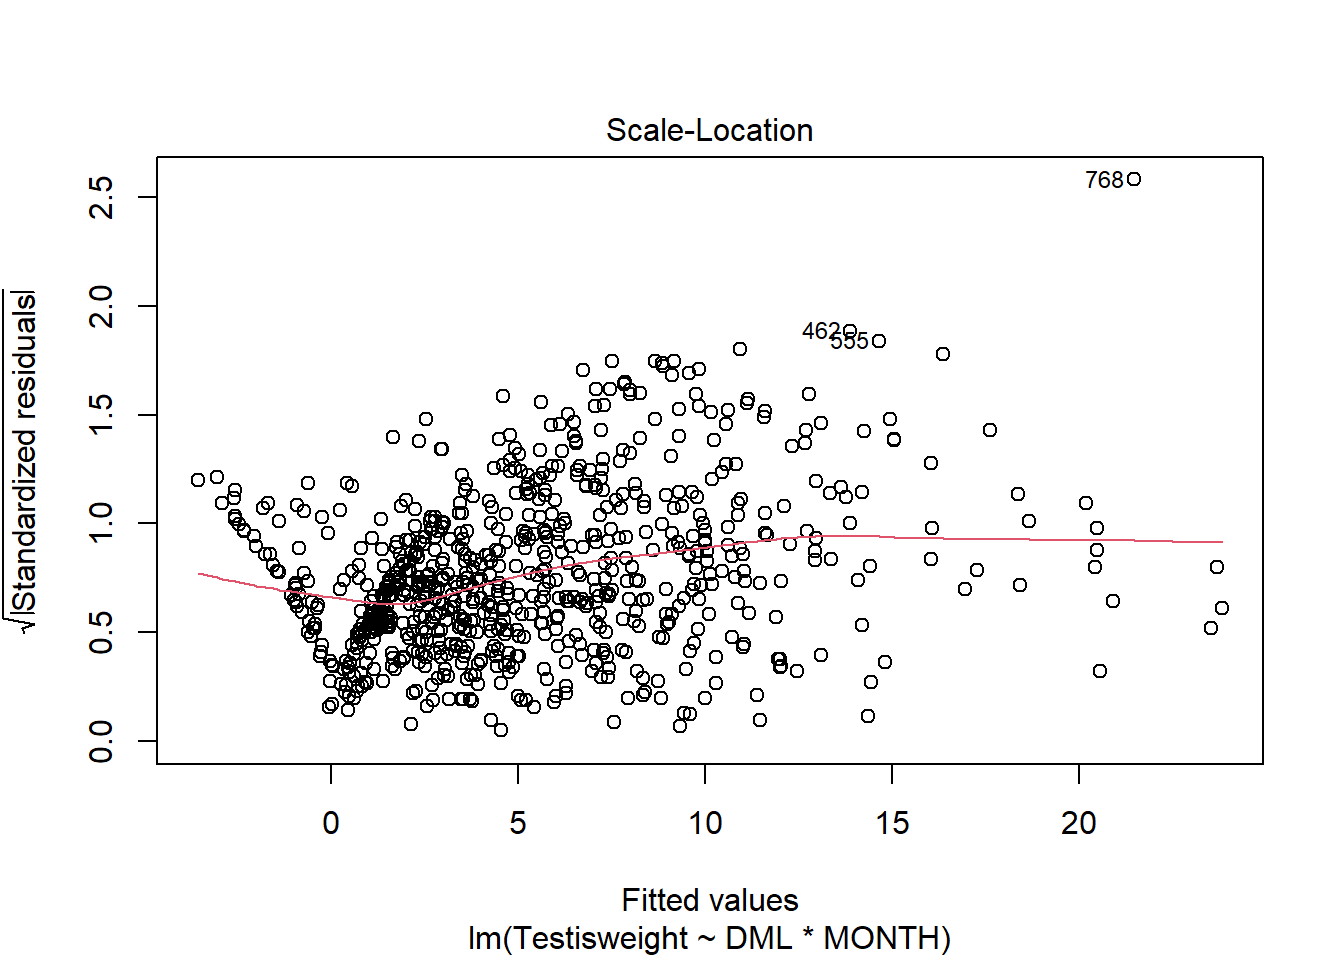 Scale-Location
√|Standardized residuals|
2.5
2.0
1.5
1.0
0.5
0.0
768
462
555
0 5 10 15 20
Fitted values
lm(Testisweight ~ DML * MONTH)